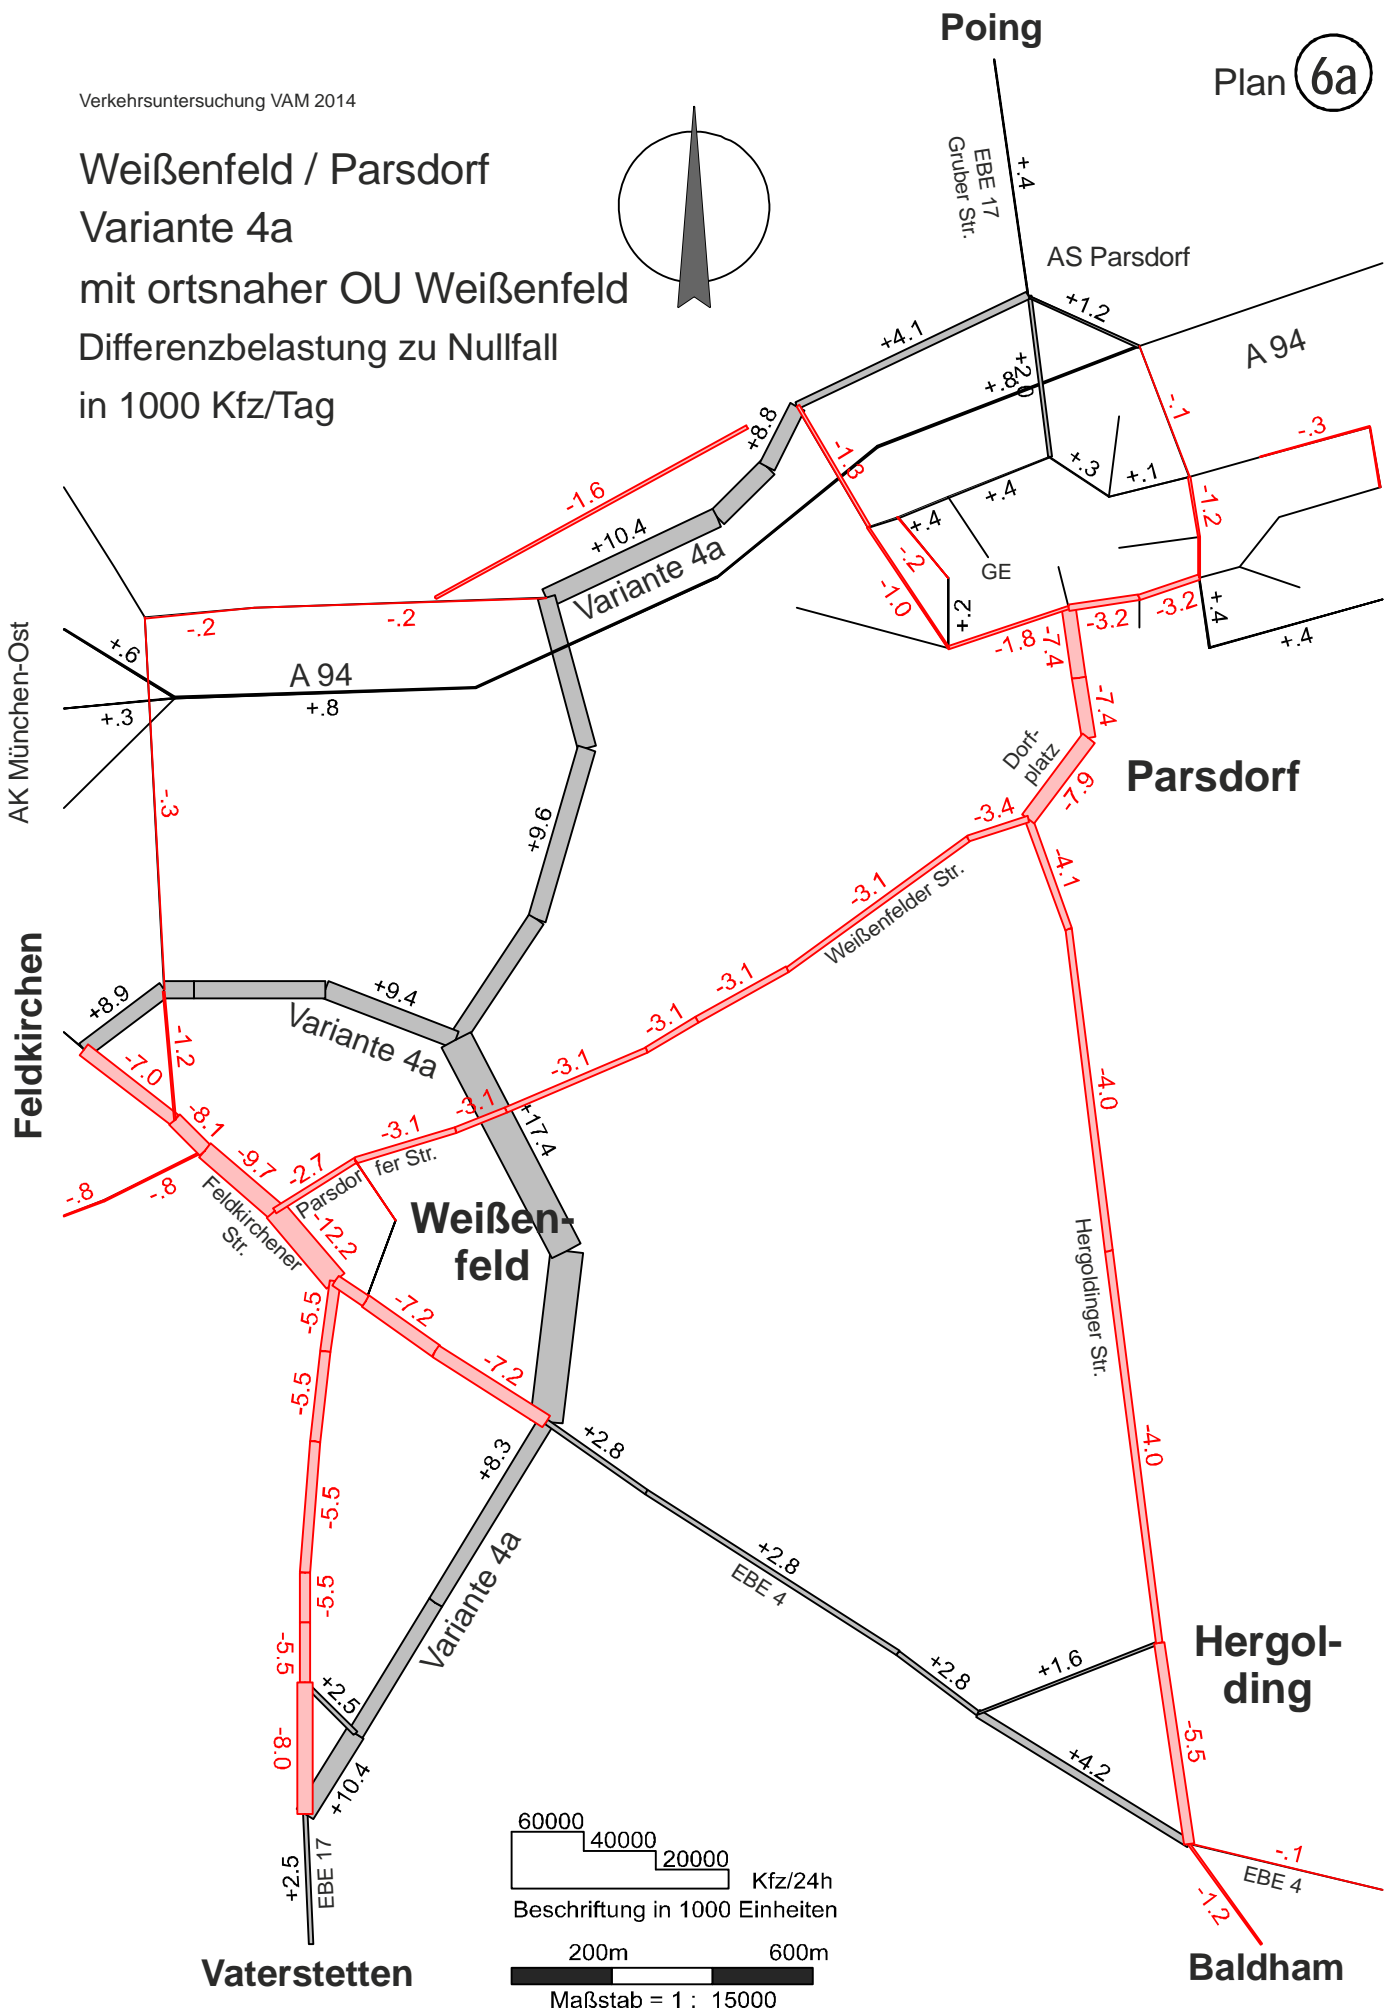 Poing
Plan 6a
Verkehrsuntersuchung VAM 2014
Weißenfeld / Parsdorf
Variante 4a
mit ortsnaher OU Weißenfeld
Differenzbelastung zu Nullfall
in 1000 Kfz/Tag
EBE 17
Gruber Str.
+.4
AS Parsdorf
+1.2
+4.1
+2.0
+.8
A 94
-.1
-.3
+8.8
-1.3
+.3
+.1
-1.6
+.4
-1.2
+10.4
+.4
Variante 4a
-.2
GE
-1.0
+.2
-3.2
-3.2
+.4
+.4
-1.8
-7.4
-.2
-.2
AK München-Ost
+.6
A 94
+.3
+.8
-7.4
Dorf-
platz
Parsdorf
-7.9
-.3
-3.4
+9.6
-4.1
-3.1
Weißenfelder Str.
Feldkirchen
+8.9
+9.4
-3.1
Variante 4a
-1.2
-3.1
-7.0
-3.1
-4.0
-8.1
-3.1
+17.4
-3.1
-9.7
-2.7
Parsdor
fer Str.
-.8
-.8
Feldkirchener
Str.
-12.2
Weißen-
feld
Hergoldinger Str.
-5.5
-7.2
-5.5
-7.2
+8.3
+2.8
-4.0
-5.5
+2.8
EBE 4
-5.5
Variante 4a
-5.5
+2.8
+1.6
Hergol-
ding
+2.5
-8.0
+10.4
+4.2
-5.5
60000
40000
20000
Kfz/24h
Beschriftung in 1000 Einheiten
+2.5
EBE 17
-.1
EBE 4
-1.2
Vaterstetten
200m
600m
Baldham
Maßstab = 1 : 15000